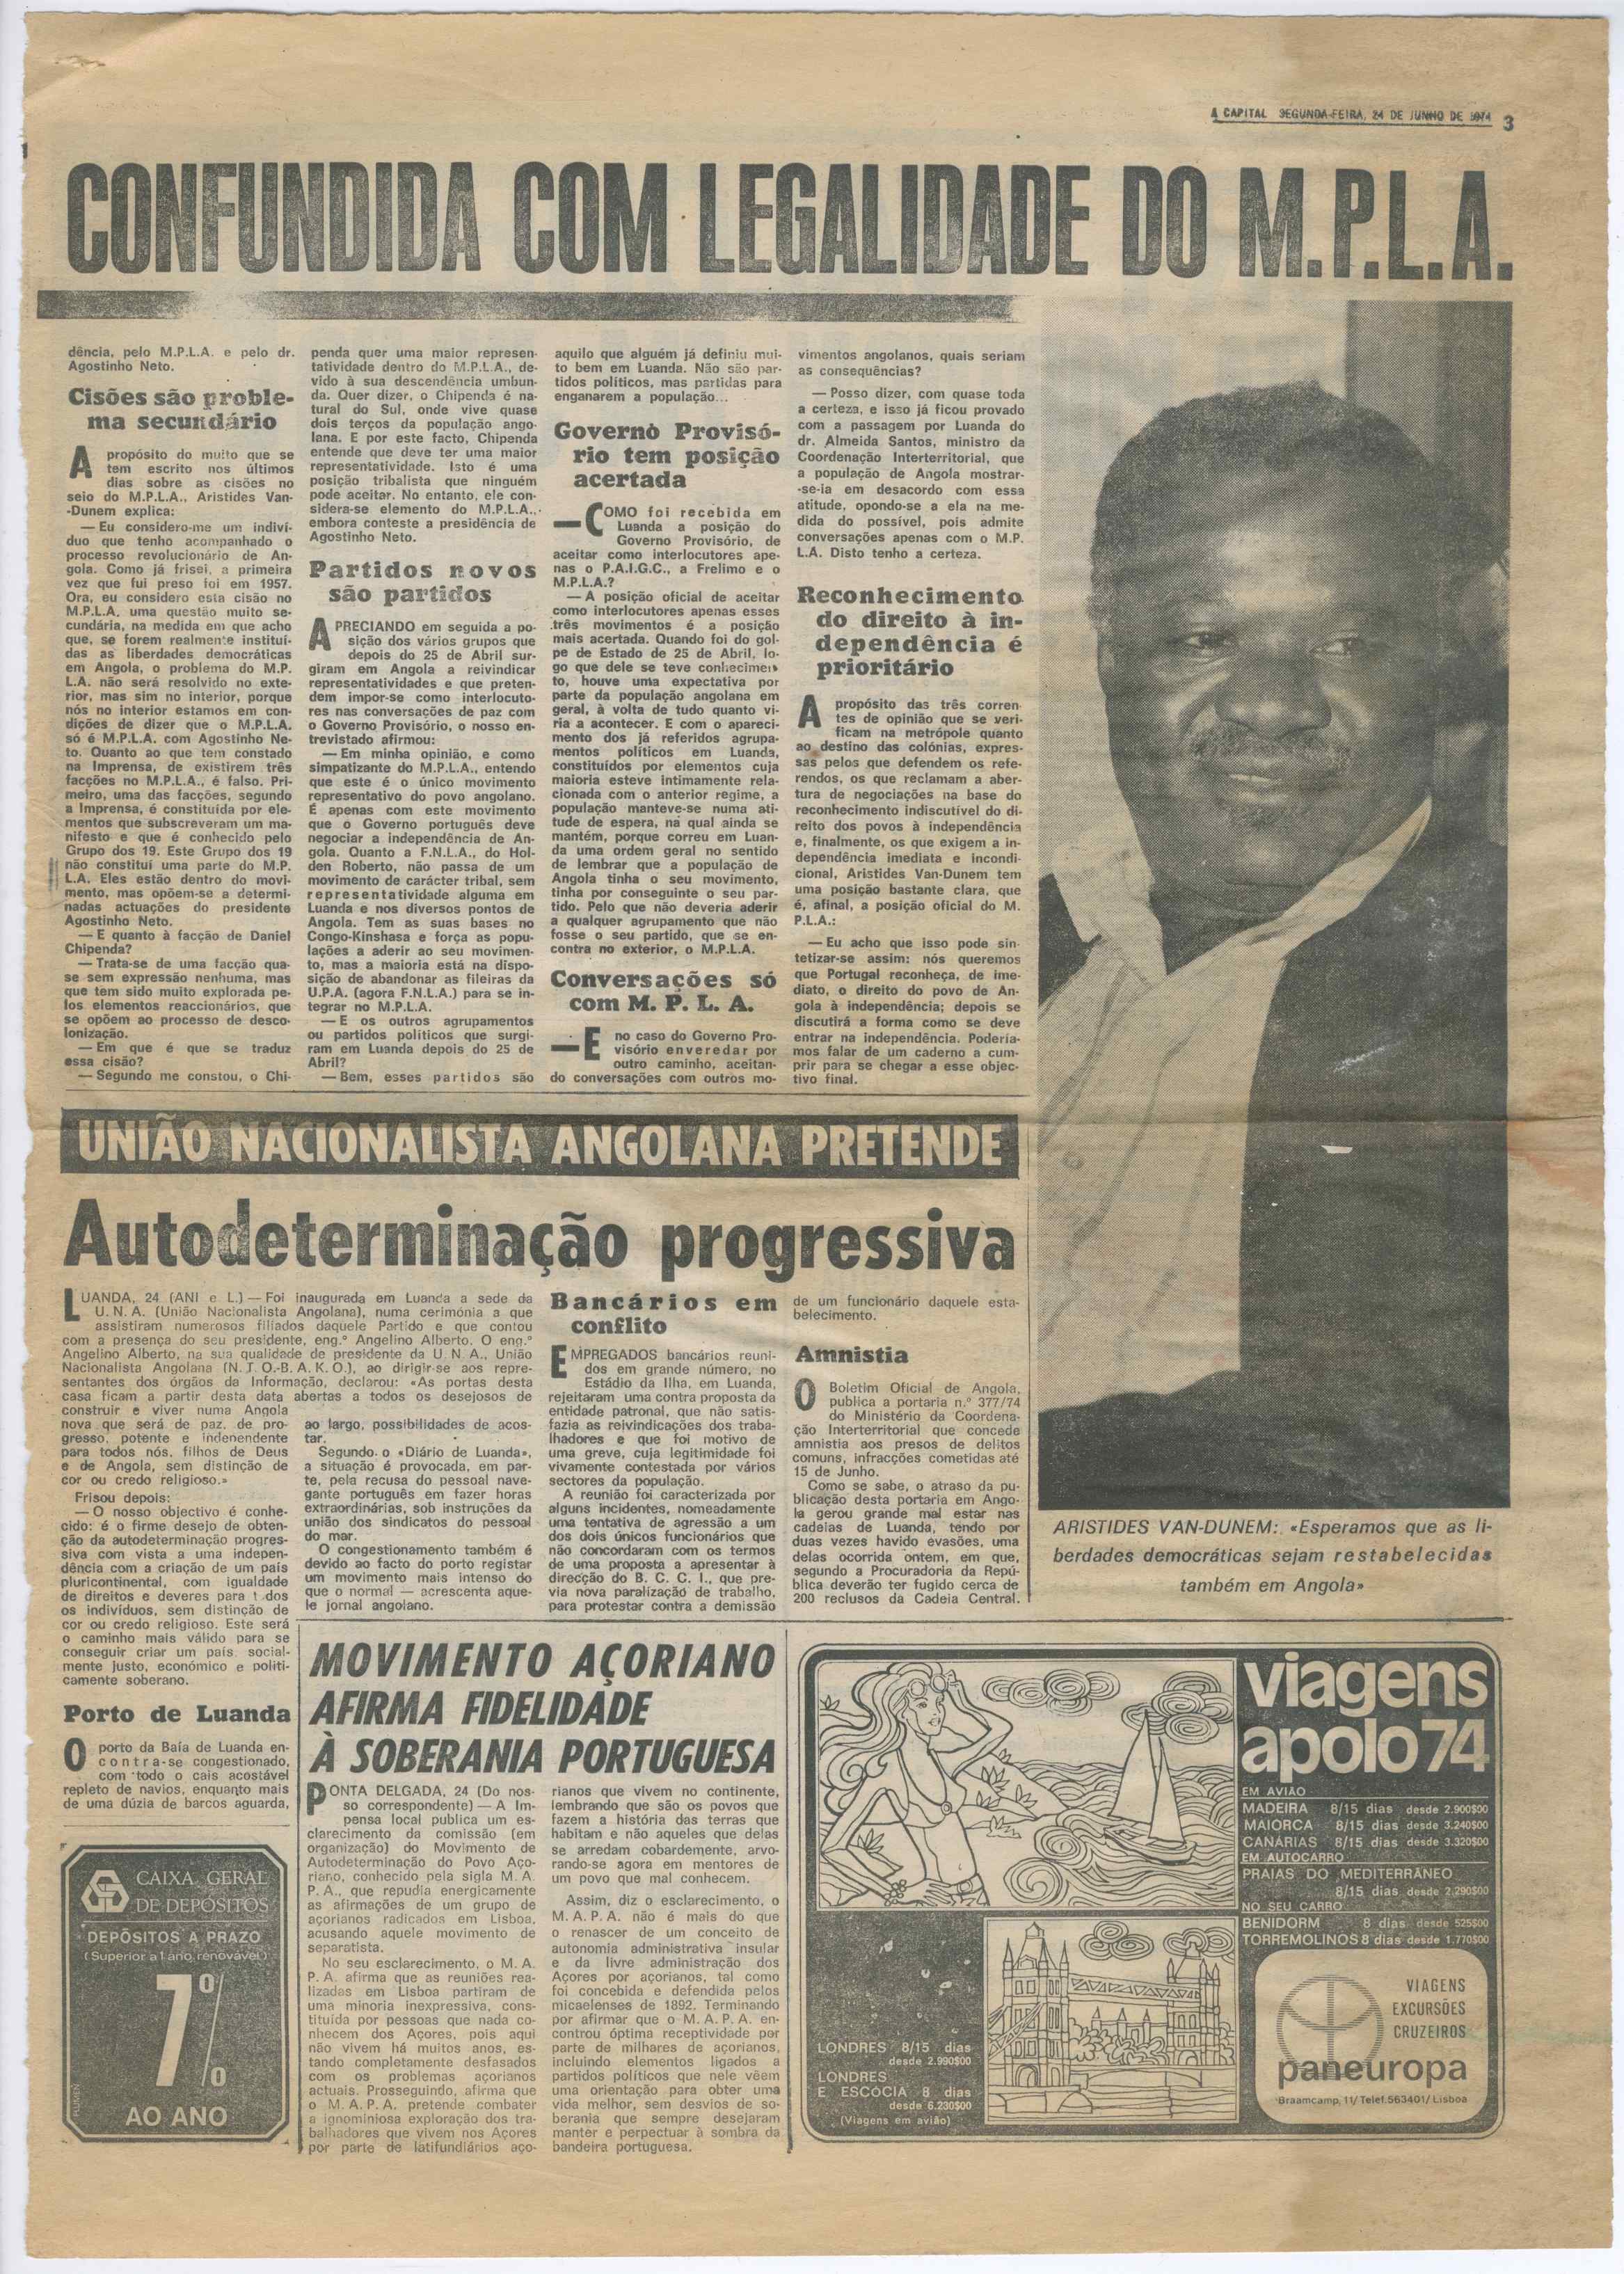 A CAPITAL SEGUNDA-FEIRA, 24 DE JUNHO DE 1974 3
CONFUNDIDA COM LEGALIDADE DO M.P.L.A.
dência, pelo M.P.L.A. e pelo dr.
Agostinho Neto.
Cisões são proble-
ma secundário
A propósito do muito que se
tem escrito nos últimos
dias sobre as cisões no
seio do M.P.L.A., Aristides Van-
-Dunem explica:
— Eu considero-me um indiví-
duo que tenho acompanhado o
processo revolucionário de An-
gola. Como já frisei, a primeira
vez que fui preso foi em 1957.
Ora, eu considero esta cisão no
M.P.L.A. uma questão muito se-
cundária, na medida em que acho
que, se forem realmente instituí-
das as liberdades democráticas
em Angola, o problema do M.P.
L.A. não será resolvido no exte-
rior, mas sim no interior, porque
nós no interior estamos em con-
dições de dizer que o M.P.L.A.
só é M.P.L.A. com Agostinho Ne-
to. Quanto ao que tem constado
na Imprensa, de existirem três
facções no M.P.L.A., é falso. Pri-
meiro, uma das facções, segundo
a Imprensa, é constituída por ele-
mentos que subscreveram um ma-
nifesto e que é conhecido pelo
Grupo dos 19. Este Grupo dos 19
não constitui uma parte do M.P.
L.A. Eles estão dentro do movi-
mento, mas opõem-se a determi-
nadas actuações do presidente
Agostinho Neto.
— E quanto à facção de Daniel
Chipenda?
— Trata-se de uma facção qua-
se sem expressão nenhuma, mas
que tem sido muito explorada pe-
los elementos reaccionários, que
se opõem ao processo de desco-
lonização.
— Em que é que se traduz
essa cisão?
— Segundo me constou, o Chi-
penda quer uma maior represen-
tatividade dentro do M.P.L.A., de-
vido à sua descendência umbun-
da. Quer dizer, o Chipenda é na-
tural do Sul, onde vive quase
dois terços da população ango-
lana. E por este facto, Chipenda
entende que deve ter uma maior
representatividade. Isto é uma
posição tribalista que ninguém
pode aceitar. No entanto, ele con-
sidera-se elemento do M.P.L.A.,
embora conteste a presidência de
Agostinho Neto.
Partidos novos
são partidos
APRECIANDO em seguida a po-
sição dos vários grupos que
depois do 25 de Abril sur-
giram em Angola a reivindicar
representatividades e que preten-
dem impor-se como interlocuto-
res nas conversações de paz com
o Governo Provisório, o nosso en-
trevistado afirmou:
— Em minha opinião, e como
simpatizante do M.P.L.A., entendo
que este é o único movimento
representativo do povo angolano.
É apenas com este movimento
que o Governo português deve
negociar a independência de An-
gola. Quanto a F.N.L.A., do Hol-
den Roberto, não passa de um
movimento de carácter tribal, sem
representatividade alguma em
Luanda e nos diversos pontos de
Angola. Tem as suas bases no
Congo-Kinshasa e força as popu-
lações a aderir ao seu movimen-
to, mas a maioria está na dispo-
sição de abandonar as fileiras da
U.P.A. (agora F.N.L.A.) para se in-
tegrar no M.P.L.A.
— E os outros agrupamentos
ou partidos políticos que surgi-
ram em Luanda depois do 25 de
Abril?
— Bem, esses partidos são
aquilo que alguém já definiu mui-
to bem em Luanda. Não são par-
tidos políticos, mas partidas para
enganarem a população...
Governo Provisó-
rio tem posição
acertada
— COMO foi recebida em
Luanda a posição do
Governo Provisório, de
aceitar como interlocutores ape-
nas o P.A.I.G.C., a Frelimo e o
M.P.L.A.?
— A posição oficial de aceitar
como interlocutores apenas esses
três movimentos é a posição
mais acertada. Quando foi do gol-
pe de Estado de 25 de Abril, lo-
go que dele se teve conhecimen-
to, houve uma expectativa por
parte da população angolana em
geral, à volta de tudo quanto vi-
ria a acontecer. E com o apareci-
mento dos já referidos agrupa-
mentos políticos em Luanda,
constituídos por elementos cuja
maioria esteve intimamente rela-
cionada com o anterior regime, a
população manteve-se numa ati-
tude de espera, na qual ainda se
mantém, porque correu em Luan-
da uma ordem geral no sentido
de lembrar que a população de
Angola tinha o seu movimento,
tinha por conseguinte o seu par-
tido. Pelo que não deveria aderir
a qualquer agrupamento que não
fosse o seu partido, que se en-
contra no exterior, o M.P.L.A.
Conversações só
com M. P. L. A.
— E no caso do Governo Pro-
visório enveredar por
outro caminho, aceitan-
do conversações com outros mo-
vimentos angolanos, quais seriam
as consequências?
— Posso dizer, com quase toda
a certeza, e isso já ficou provado
com a passagem por Luanda do
dr. Almeida Santos, ministro da
Coordenação Interterritorial, que
a população de Angola mostrar-
-se-ia em desacordo com essa
atitude, opondo-se a ela na me-
dida do possível, pois admite
conversações apenas com o M.P.
L.A. Disto tenho a certeza.
Reconhecimento
do direito à in-
dependência é
prioritário
A propósito das três corren-
tes de opinião que se veri-
ficam na metrópole quanto
ao destino das colónias, expres-
sas pelos que defendem os refe-
rendos, os que reclamam a aber-
tura de negociações na base do
reconhecimento indiscutível do di-
reito dos povos à independência
e, finalmente, os que exigem a in-
dependência imediata e incondi-
cional, Aristides Van-Dunem tem
uma posição bastante clara, que
é, afinal, a posição oficial do M.
P.L.A.:
— Eu acho que isso pode sin-
tetizar-se assim: nós queremos
que Portugal reconheça, de ime-
diato, o direito do povo de An-
gola à independência; depois se
discutirá a forma como se deve
entrar na independência. Podería-
mos falar de um caderno a cum-
prir para se chegar a esse objec-
tivo final.
ARISTIDES VAN-DUNEM: «Esperamos que as li-
berdades democráticas sejam restabelecidas
também em Angola»
UNIÃO NACIONALISTA ANGOLANA PRETENDE
Autodeterminação progressiva
LUANDA, 24 (ANI e L.) — Foi inaugurada em Luanda a sede da
U. N. A. (União Nacionalista Angolana), numa cerimónia a que
assistiram numerosos filiados daquele Partido e que contou
com a presença do seu presidente, eng.º Angelino Alberto. O eng.º
Angelino Alberto, na sua qualidade de presidente da U. N. A., União
Nacionalista Angolana (N. T. O.-B. A. K. O.), ao dirigir-se aos repre-
sentantes dos órgãos da Informação, declarou: «As portas desta
casa ficam a partir desta data abertas a todos os desejosos de
construir e viver numa Angola
nova que será de paz, de pro-
gresso, potente e independente
para todos nós, filhos de Deus
e de Angola, sem distinção de
cor ou credo religioso.»
Frisou depois:
— O nosso objectivo é conhe-
cido: é o firme desejo de obten-
ção da autodeterminação progres-
siva com vista a uma indepen-
dência com a criação de um país
pluricontinental, com igualdade
de direitos e deveres para todos
os indivíduos, sem distinção de
cor ou credo religioso. Este será
o caminho mais válido para se
conseguir criar um país, social-
mente justo, económico e politi-
camente soberano.
Porto de Luanda
O porto da Baía de Luanda en-
contra-se congestionado,
com todo o cais acostável
repleto de navios, enquanto mais
de uma dúzia de barcos aguarda,
ao largo, possibilidades de acos-
tar.
Segundo o «Diário de Luanda»,
a situação é provocada, em par-
te, pela recusa do pessoal nave-
gante português em fazer horas
extraordinárias, sob instruções da
união dos sindicatos do pessoal
do mar.
O congestionamento também é
devido ao facto do porto registar
um movimento mais intenso do
que o normal — acrescenta aque-
le jornal angolano.
Bancários em
conflito
EMPREGADOS bancários reuni-
dos em grande número, no
Estádio da Ilha, em Luanda,
rejeitaram uma contra proposta da
entidade patronal, que não satis-
fazia as reivindicações dos traba-
lhadores e que foi motivo de
uma greve, cuja legitimidade foi
vivamente contestada por vários
sectores da população.
A reunião foi caracterizada por
alguns incidentes, nomeadamente
uma tentativa de agressão a um
dos dois únicos funcionários que
não concordaram com os termos
de uma proposta a apresentar à
direcção do B. C. C. I., que pre-
via nova paralização de trabalho,
para protestar contra a demissão
de um funcionário daquele esta-
belecimento.
Amnistia
O Boletim Oficial de Angola,
publica a portaria n.º 377/74
do Ministério da Coordena-
ção Interterritorial que concede
amnistia aos presos de delitos
comuns, infracções cometidas até
15 de Junho.
Como se sabe, o atraso da pu-
blicação desta portaria em Ango-
la gerou grande mal estar nas
cadeias de Luanda, tendo por
duas vezes havido evasões, uma
delas ocorrida ontem, em que,
segundo a Procuradoria da Repú-
blica deverão ter fugido cerca de
200 reclusos da Cadeia Central.
MOVIMENTO AÇORIANO
AFIRMA FIDELIDADE
À SOBERANIA PORTUGUESA
PONTA DELGADA, 24 (Do nos-
so correspondente) — A Im-
pensa local publica um es-
clarecimento da comissão (em
organização) do Movimento de
Autodeterminação do Povo Aço-
riano, conhecido pela sigla M. A.
P. A., que repudia energicamente
as afirmações de um grupo de
açorianos radicados em Lisboa,
acusando aquele movimento de
separatista.
No seu esclarecimento, o M. A.
P. A. afirma que as reuniões rea-
lizadas em Lisboa partiram de
uma minoria inexpressiva, cons-
tituída por pessoas que nada co-
nhecem dos Açores, pois aqui
não vivem há muitos anos, es-
tando completamente desfasados
com os problemas açorianos
actuais. Prosseguindo, afirma que
o M. A. P. A. pretende combater
a ignominiosa exploração dos tra-
balhadores que vivem nos Açores
por parte de latifundiários aço-
rianos que vivem no continente,
lembrando que são os povos que
fazem a história das terras que
habitam e não aqueles que delas
se arredam cobardemente, arvo-
rando-se agora em mentores de
um povo que mal conhecem.
Assim, diz o esclarecimento, o
M. A. P. A. não é mais do que
o renascer de um conceito de
autonomia administrativa insular
e da livre administração dos
Açores por açorianos, tal como
foi concebida e defendida pelos
micaelenses de 1892. Terminando
por afirmar que o M. A. P. A. en-
controu óptima receptividade por
parte de milhares de açorianos,
incluindo elementos ligados a
partidos políticos que nele vêem
uma orientação para obter uma
vida melhor, sem desvios de so-
berania que sempre desejaram
manter e perpectuar à sombra da
bandeira portuguesa.
CAIXA GERAL
DE DEPÓSITOS
DEPÓSITOS A PRAZO
(Superior a 1 ano, renovável)
7%
AO ANO
LUMEN
viagens
apolo 74
EM AVIÃO
MADEIRA 8/15 dias desde 2.900$00
MAIORCA 8/15 dias desde 3.240$00
CANÁRIAS 8/15 dias desde 3.320$00
EM AUTOCARRO
PRAIAS DO MEDITERRÂNEO
8/15 dias desde 2.290$00
NO SEU CARRO
BENIDORM 8 dias desde 525$00
TORREMOLINOS 8 dias desde 1.770$00
LONDRES 8/15 dias
desde 2.990$00
LONDRES
E ESCÓCIA 8 dias
desde 6.230$00
(Viagens em avião)
VIAGENS
EXCURSÕES
CRUZEIROS
paneuropa
Braamcamp, 11/Telef. 563401/Lisboa